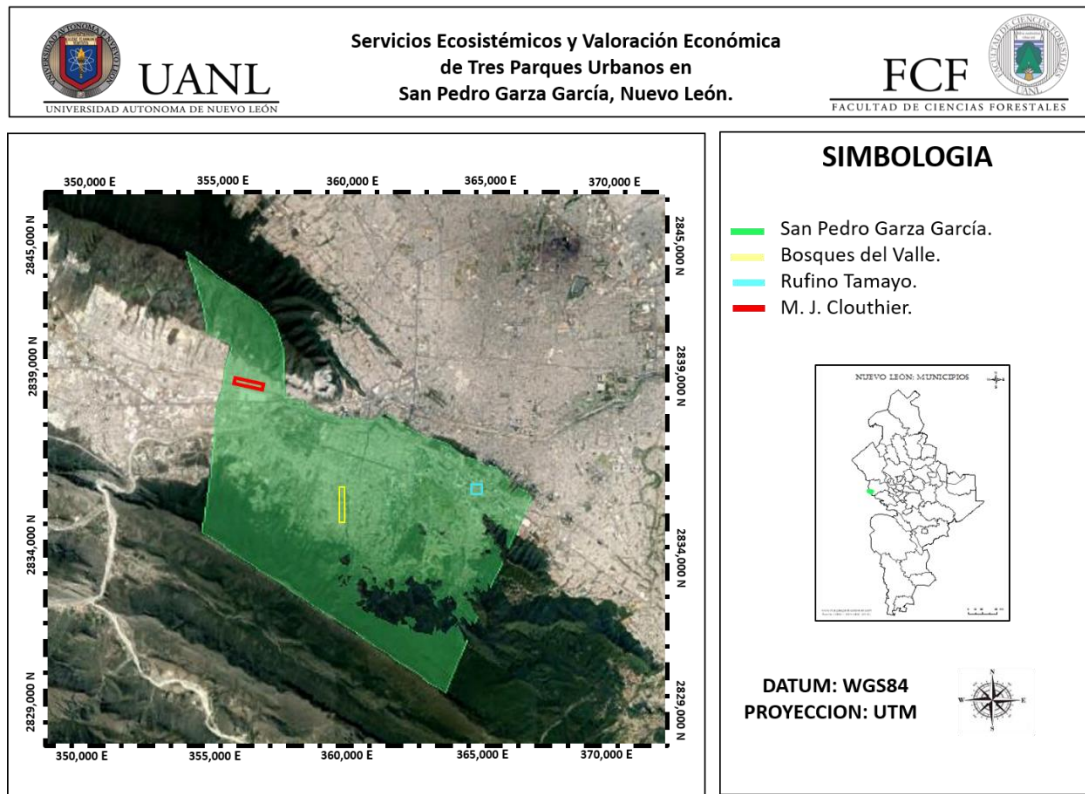 UANL
UNIVERSIDAD AUTONOMA DE NUEVO LEÓN
Servicios Ecosistémicos y Valoración Económica
de Tres Parques Urbanos en
San Pedro Garza García, Nuevo León.
FCF
FACULTAD DE CIENCIAS FORESTALES
UANL
350,000 E
355,000 E
360,000 E
365,000 E
370,000 E
2845,000 N
2839,000 N
2834,000 N
2829,000 N
2845,000 N
2839,000 N
2834,000 N
2829,000 N
350,000 E
355,000 E
360,000 E
365,000 E
370,000 E
SIMBOLOGIA
San Pedro Garza García.
Bosques del Valle.
Rufino Tamayo.
M. J. Clouthier.
NUEVO LEÓN: MUNICIPIOS
DATUM: WGS84
PROYECCION: UTM
N
W
E
S